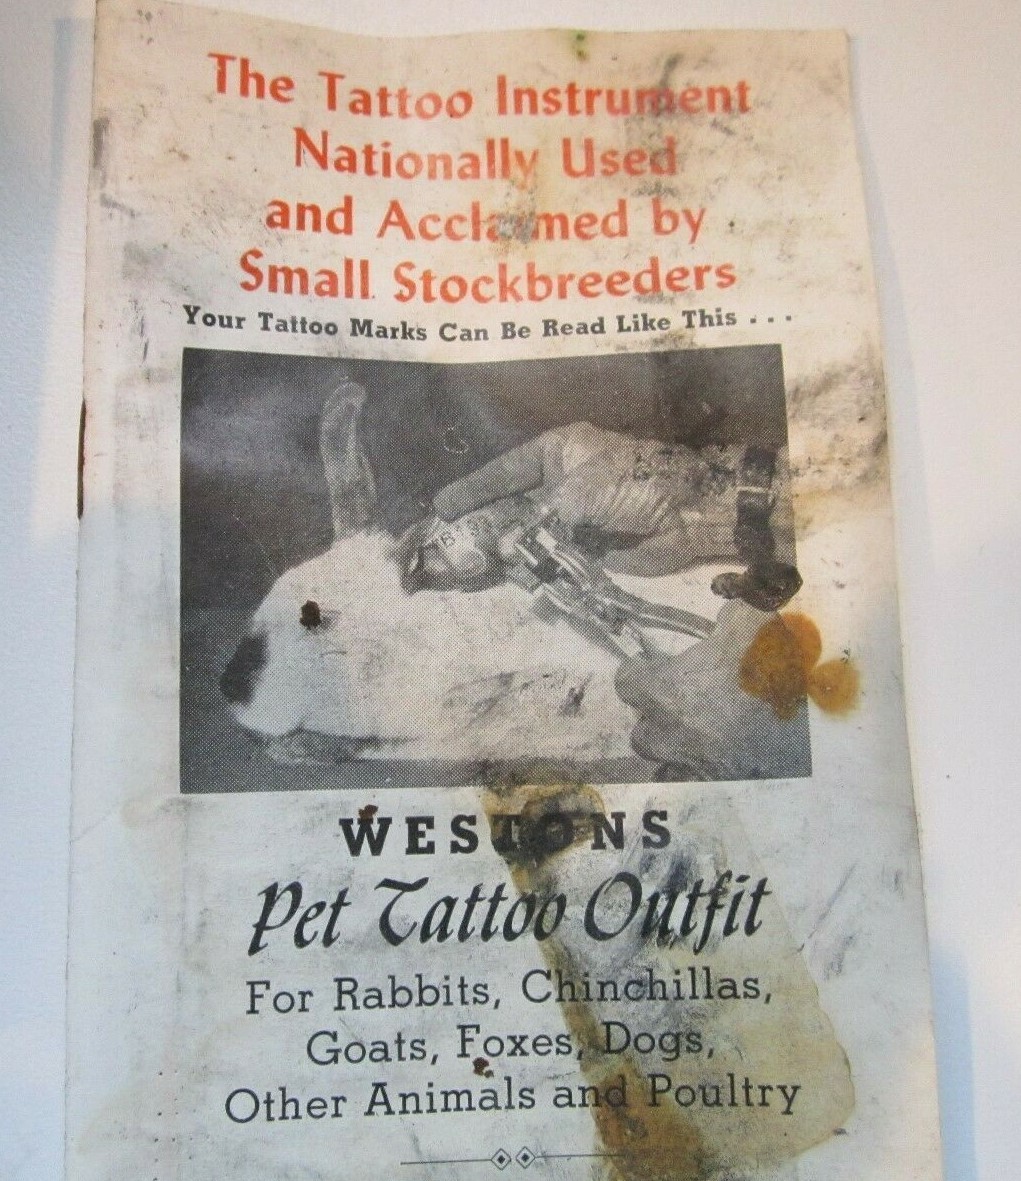 The Tattoo Instrument
Nationally Used
and Acclaimed by
Small Stockbreeders
Your Tattoo Marks Can Be Read Like This . . .
WESTONS
Pet Tattoo Outfit
For Rabbits, Chinchillas,
Goats, Foxes, Dogs,
Other Animals and Poultry